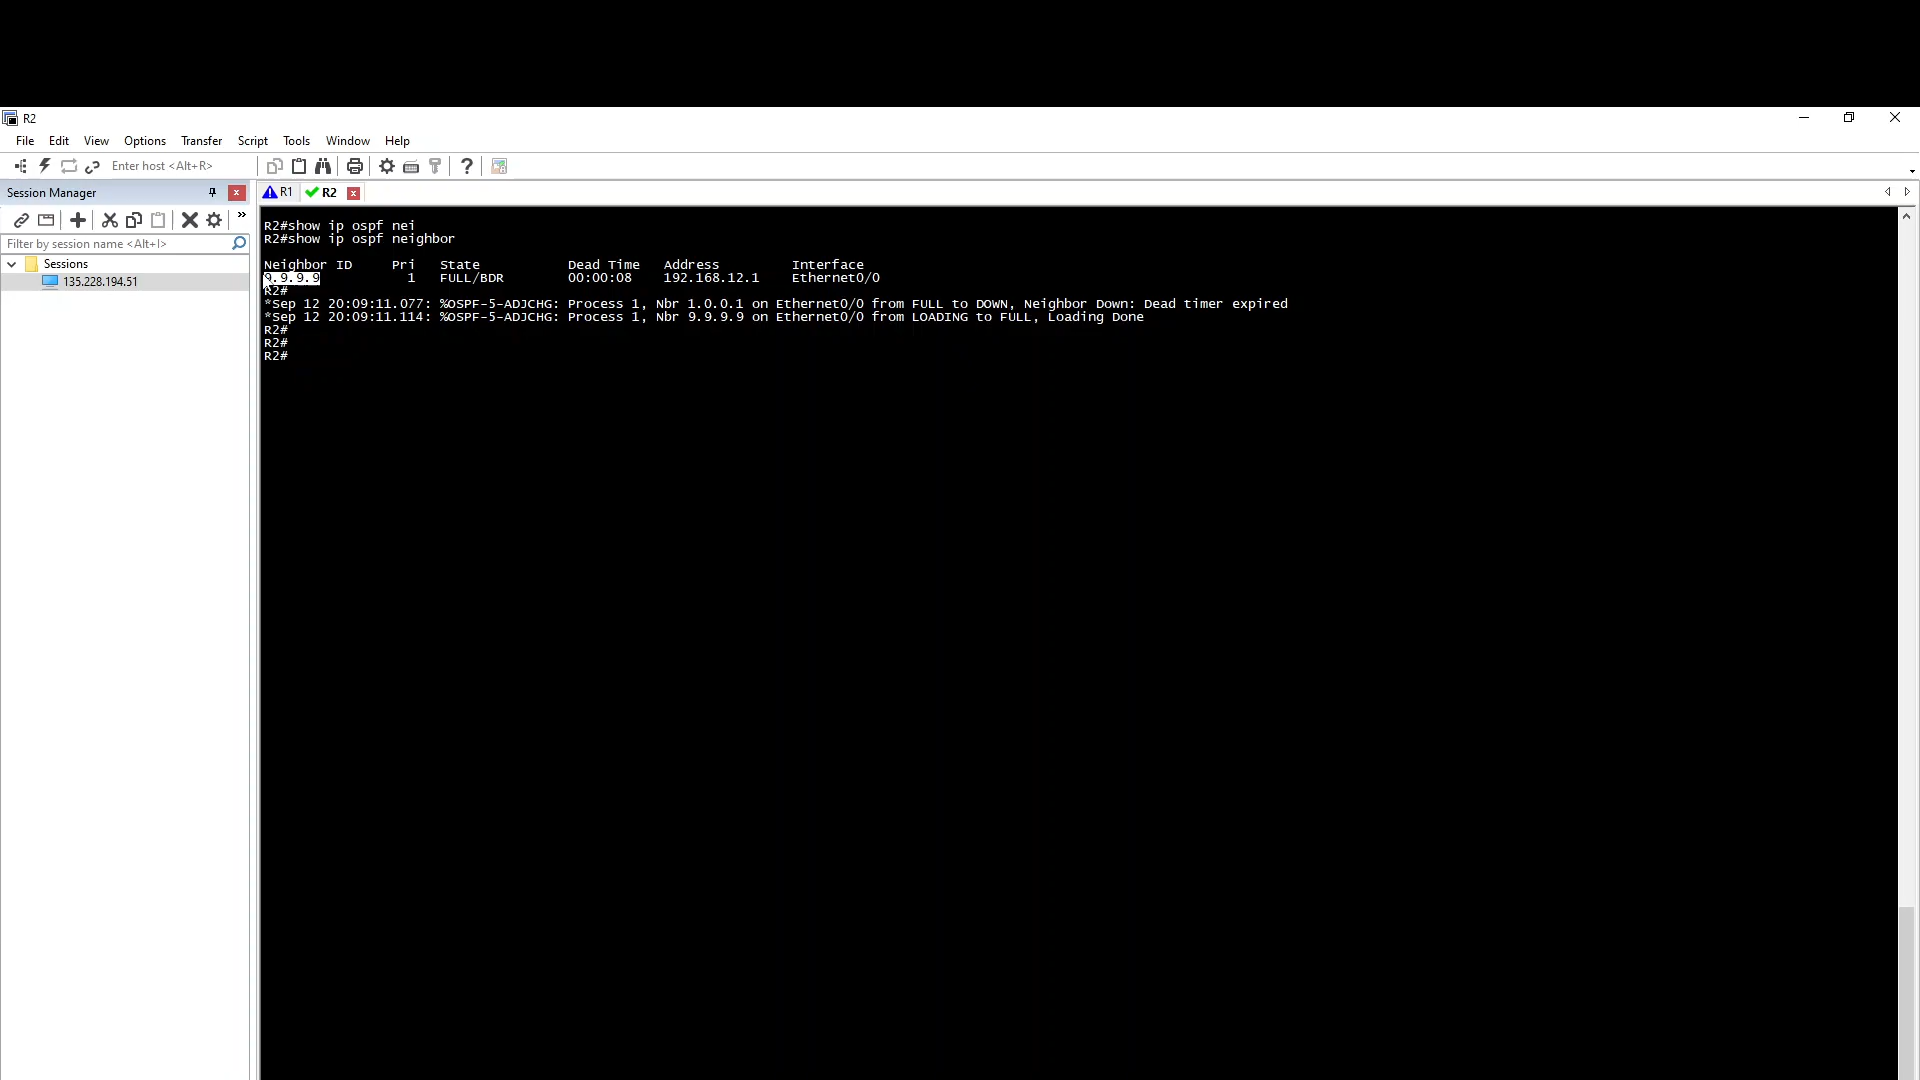 R2
File Edit View Options Transfer Script Tools Window Help
Enter host <Alt+R>
Session Manager
R1 R2
Filter by session name <Alt+I>
Sessions
135.228.194.51
R2#show ip ospf nei
R2#show ip ospf neighbor
Neighbor ID Pri State Dead Time Address Interface
9.9.9.9 1 FULL/BDR 00:00:08 192.168.12.1 Ethernet0/0
R2#
*Sep 12 20:09:11.077: %OSPF-5-ADJCHG: Process 1, Nbr 1.0.0.1 on Ethernet0/0 from FULL to DOWN, Neighbor Down: Dead timer expired
*Sep 12 20:09:11.114: %OSPF-5-ADJCHG: Process 1, Nbr 9.9.9.9 on Ethernet0/0 from LOADING to FULL, Loading Done
R2#
R2#
R2#